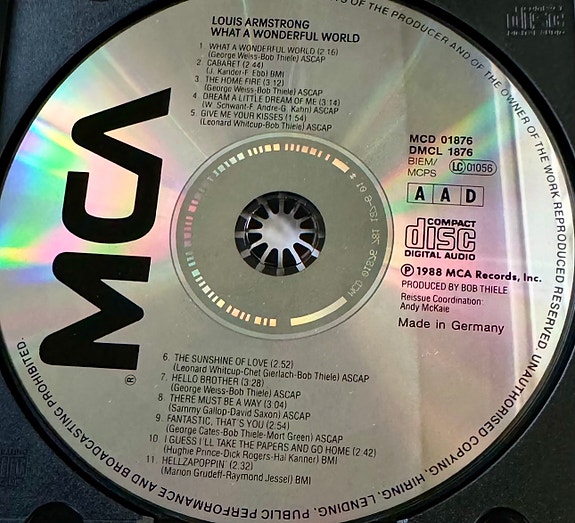 LOUIS ARMSTRONG
WHAT A WONDERFUL WORLD
1. WHAT A WONDERFUL WORLD (2:16)
(George Weiss-Bob Thiele) ASCAP
2. CABARET (2:44)
(J. Kander-F. Ebb) BMI
3. THE HOME FIRE (3:12)
(George Weiss-Bob Thiele) ASCAP
4. DREAM A LITTLE DREAM OF ME (3:14)
(W. Schwant-F. Andre-G. Kahn) ASCAP
5. GIVE ME YOUR KISSES (1:54)
(Leonard Whitcup-Bob Thiele) ASCAP
MCA
®
MCD 01876
DMCL 1876
BIEM/
MCPS
LC 01056
A A D
COMPACT
disc
DIGITAL AUDIO
℗ 1988 MCA Records, Inc.
PRODUCED BY BOB THIELE.
Reissue Coordination:
Andy McKaie
Made in Germany
6. THE SUNSHINE OF LOVE (2:52)
(Leonard Whitcup-Chet Gierlach-Bob Thiele) ASCAP
7. HELLO BROTHER (3:28)
(George Weiss-Bob Thiele) ASCAP
8. THERE MUST BE A WAY (3:04)
(Sammy Gallop-David Saxon) ASCAP
9. FANTASTIC, THAT'S YOU (2:54)
(George Cates-Bob Thiele-Mort Green) ASCAP
10. I GUESS I'LL TAKE THE PAPERS AND GO HOME (2:42)
(Hughie Prince-Dick Rogers-Hal Kanner) BMI
11. HELLZAPOPPIN' (2:32)
(Marion Grudeff-Raymond Jessel) BMI
OF THE PRODUCER AND OF THE OWNER OF THE WORK REPRODUCED RESERVED. UNAUTHORISED COPYING, HIRING, LENDING, PUBLIC PERFORMANCE AND BROADCASTING PROHIBITED.